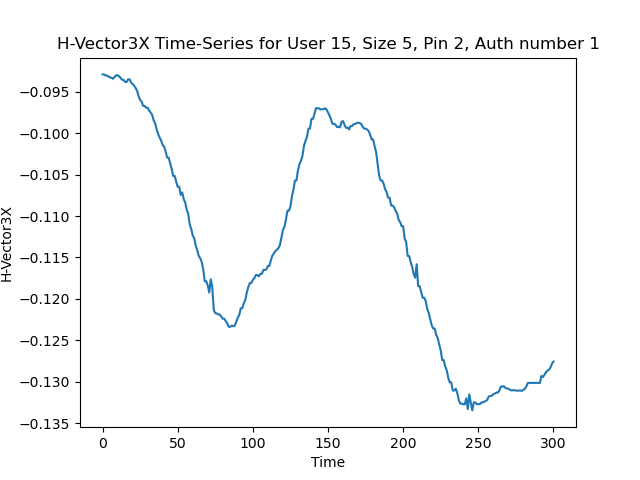 H-Vector3X Time-Series for User 15, Size 5, Pin 2, Auth number 1
−0.095
−0.100
−0.105
−0.110
−0.115
−0.120
−0.125
−0.130
−0.135
H-Vector3X
0 50 100 150 200 250 300
Time